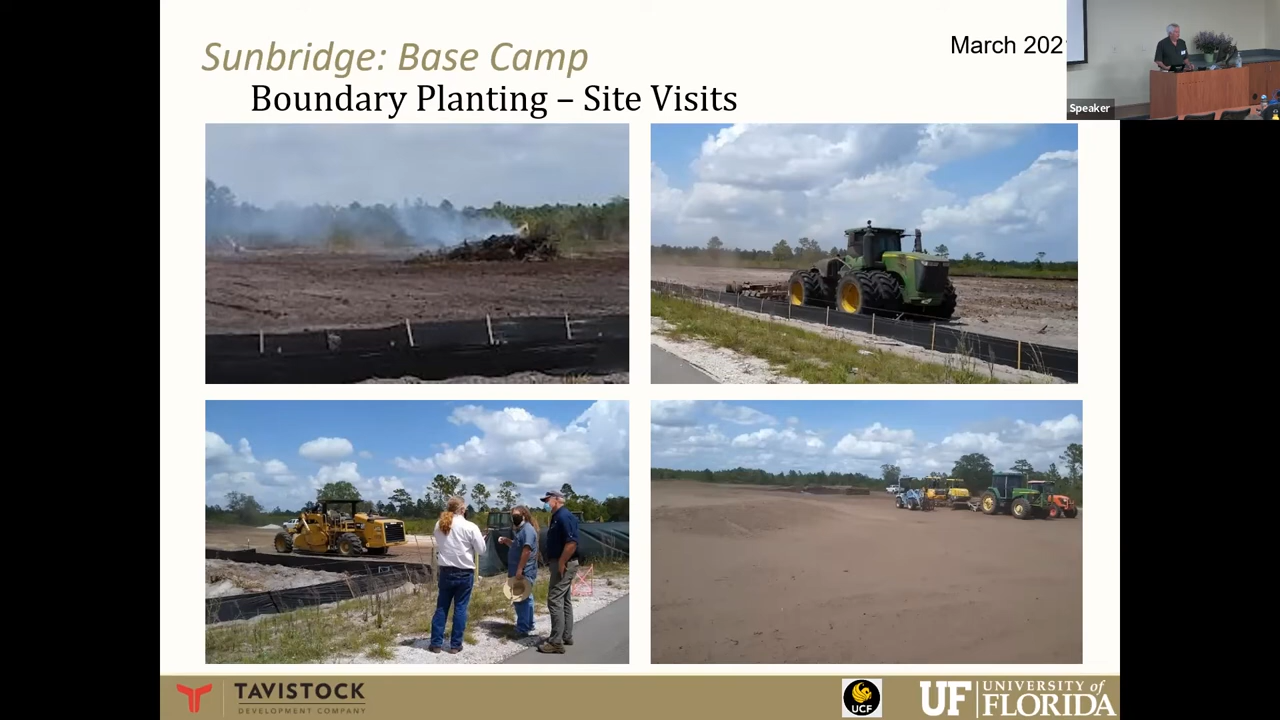 Sunbridge: Base Camp
March 202
Boundary Planting – Site Visits
Speaker
TAVISTOCK
DEVELOPMENT COMPANY
UCF
UF UNIVERSITY of
FLORIDA